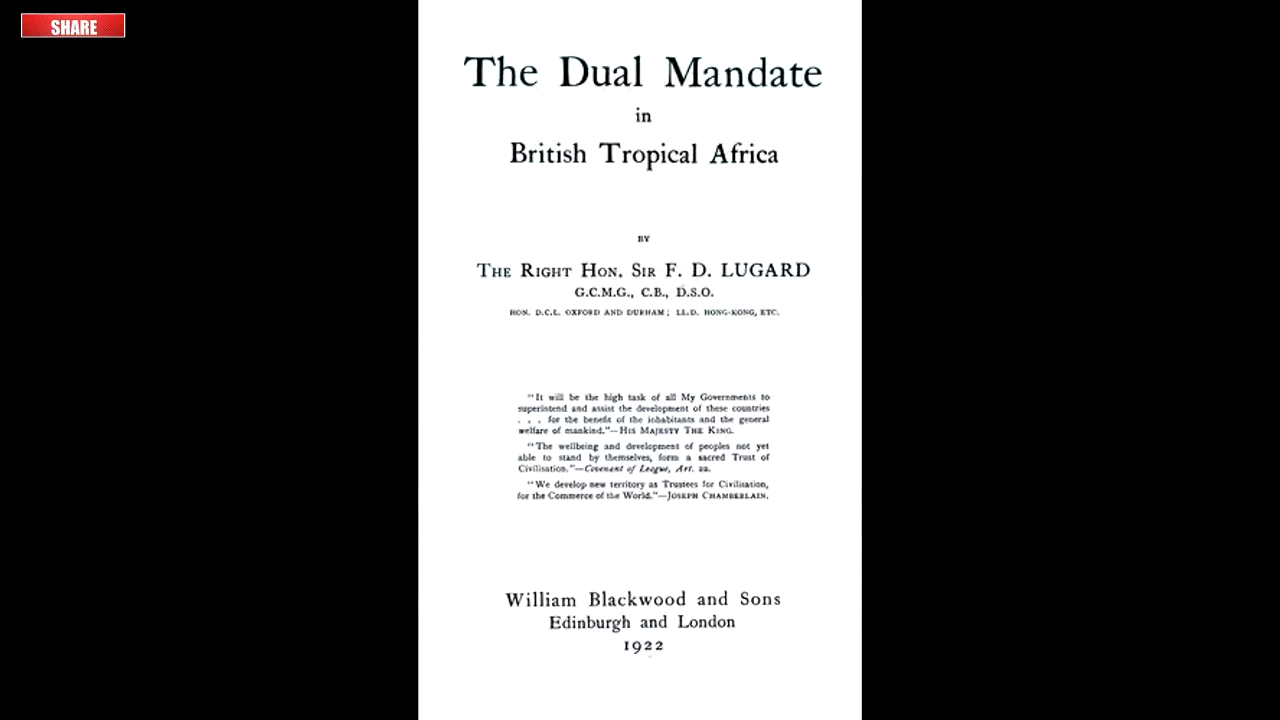 SHARE
The Dual Mandate
in
British Tropical Africa
BY
THE RIGHT HON. SIR F. D. LUGARD
G.C.M.G., C.B., D.S.O.
HON. D.C.L. OXFORD AND DURHAM; LL.D. HONG-KONG, ETC.
"It will be the high task of all My Governments to
superintend and assist the development of these countries
. . . for the benefit of the inhabitants and the general
welfare of mankind."—HIS MAJESTY THE KING.
"The wellbeing and development of peoples not yet
able to stand by themselves, form a sacred Trust of
Civilisation."—Covenant of League, Art. 22.
"We develop new territory as Trustees for Civilisation,
for the Commerce of the World."—JOSEPH CHAMBERLAIN.
William Blackwood and Sons
Edinburgh and London
1922